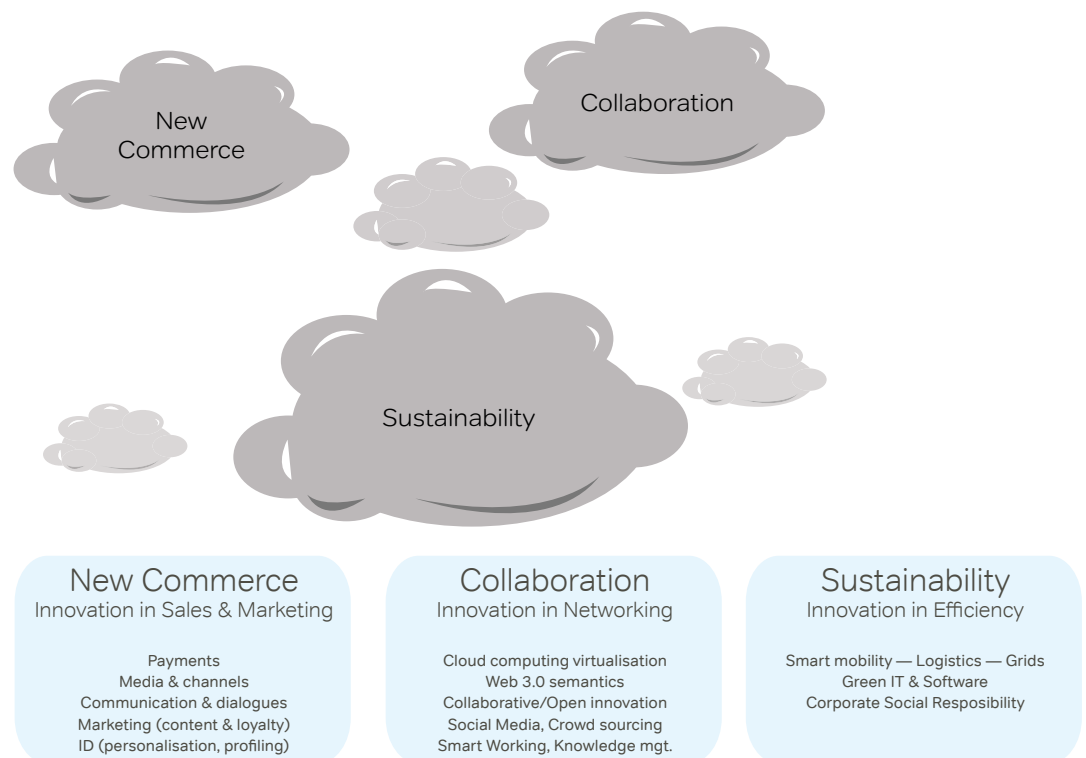 New
Commerce
Collaboration
Sustainability
New Commerce
Innovation in Sales & Marketing
Payments
Media & channels
Communication & dialogues
Marketing (content & loyalty)
ID (personalisation, profiling)
Collaboration
Innovation in Networking
Cloud computing virtualisation
Web 3.0 semantics
Collaborative/Open innovation
Social Media, Crowd sourcing
Smart Working, Knowledge mgt.
Sustainability
Innovation in Efficiency
Smart mobility — Logistics — Grids
Green IT & Software
Corporate Social Resposibility